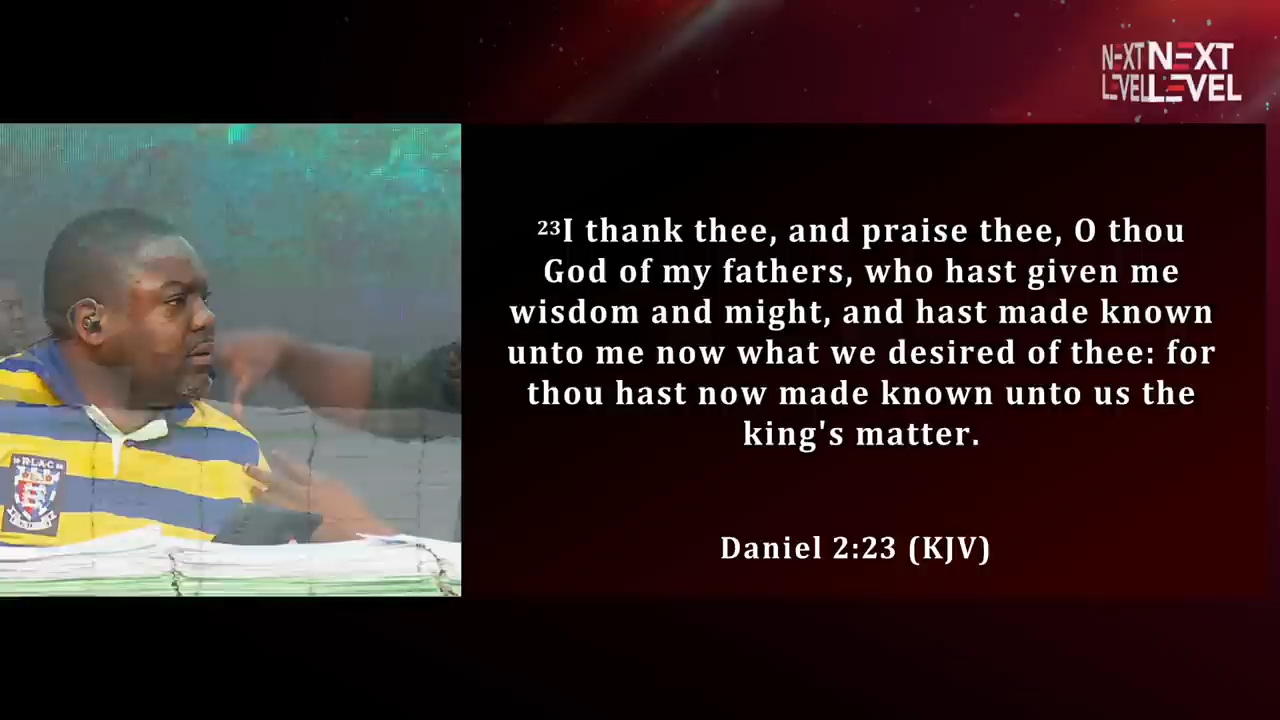 NEXT NEXT
LEVEL LEVEL
²³I thank thee, and praise thee, O thou
God of my fathers, who hast given me
wisdom and might, and hast made known
unto me now what we desired of thee: for
thou hast now made known unto us the
king's matter.
Daniel 2:23 (KJV)